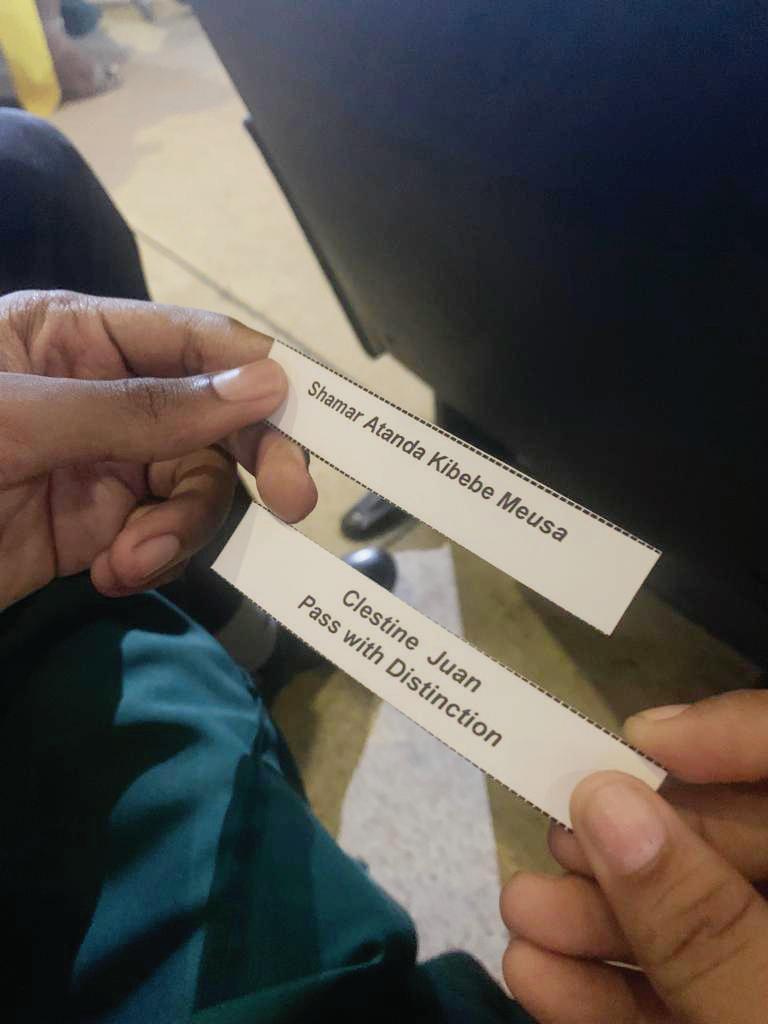 Shamar Atanda Kibebe Meusa
Clestine Juan
Pass with Distinction